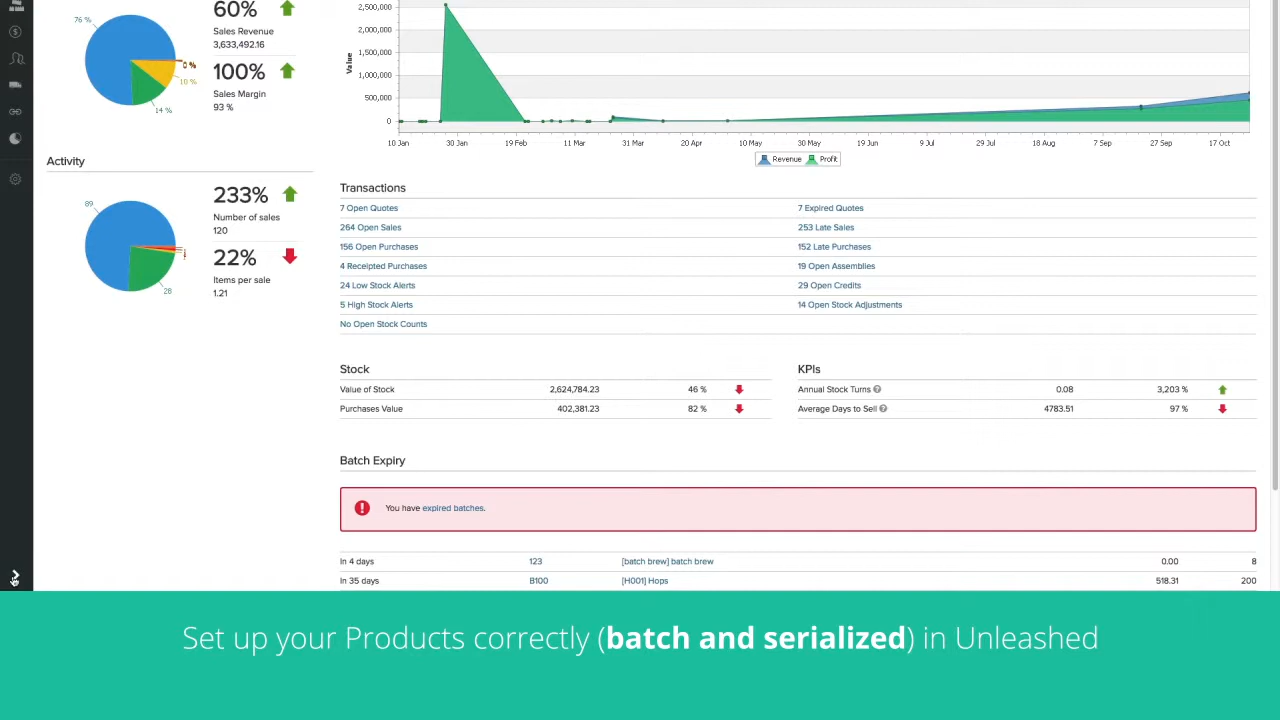 60%
Sales Revenue
3,633,492.16
100%
Sales Margin
93 %
76 %
0 %
10 %
14 %
2,500,000
2,000,000
1,500,000
1,000,000
500,000
0
Value
10 Jan 30 Jan 19 Feb 11 Mar 31 Mar 20 Apr 10 May 30 May 19 Jun 9 Jul 29 Jul 18 Aug 7 Sep 27 Sep 17 Oct
Revenue Profit
Activity
89
28
233%
Number of sales
120
22%
Items per sale
1.21
Transactions
7 Open Quotes 7 Expired Quotes
264 Open Sales 253 Late Sales
156 Open Purchases 152 Late Purchases
4 Receipted Purchases 19 Open Assemblies
24 Low Stock Alerts 29 Open Credits
5 High Stock Alerts 14 Open Stock Adjustments
No Open Stock Counts
Stock
Value of Stock 2,624,784.23 46 %
Purchases Value 402,381.23 82 %
KPIs
Annual Stock Turns 0.08 3,203 %
Average Days to Sell 4783.51 97 %
Batch Expiry
You have expired batches.
In 4 days 123 [batch brew] batch brew 0.00 8
In 35 days B100 [H001] Hops 518.31 200
Set up your Products correctly (batch and serialized) in Unleashed